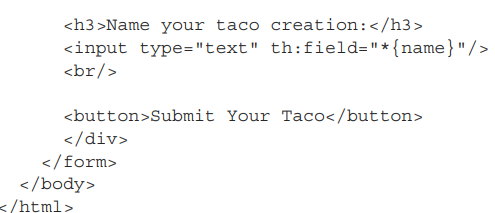 <h3>Name your taco creation:</h3>
<input type="text" th:field="*{name}"/>
<br/>
<button>Submit Your Taco</button>
</div>
</form>
</body>
</html>